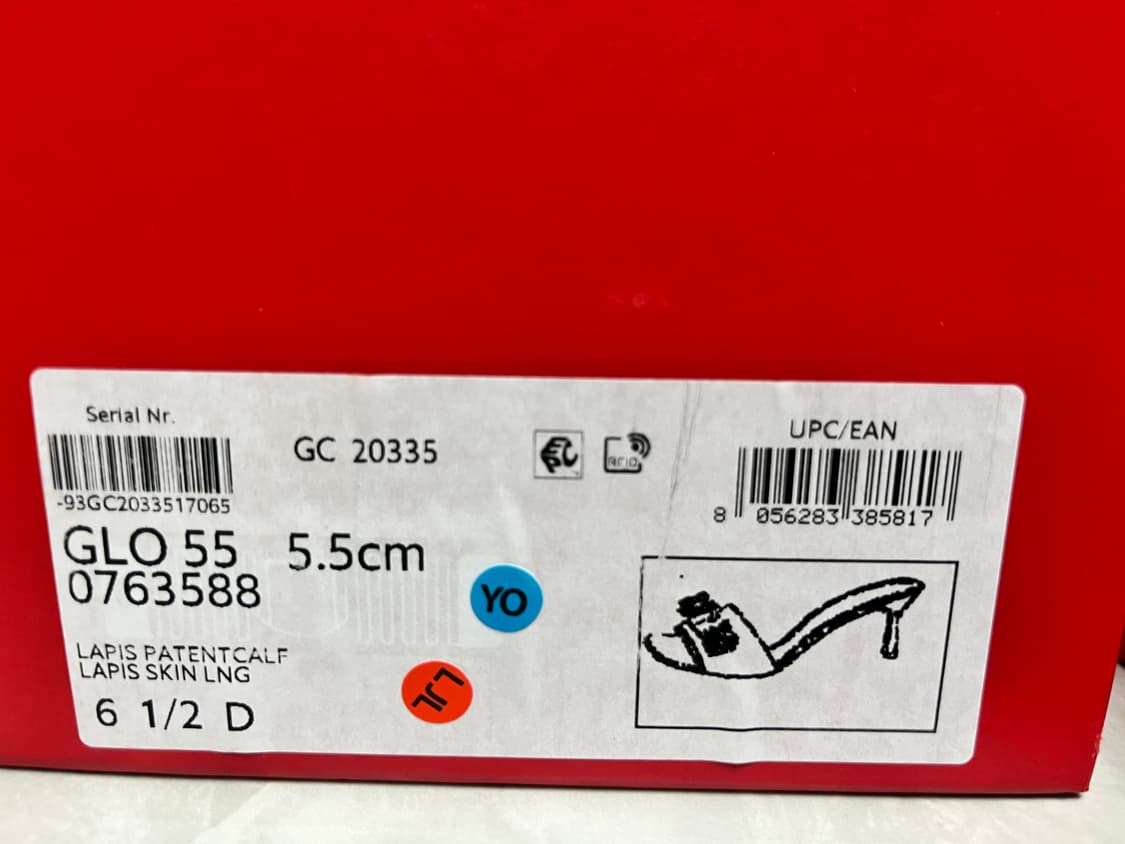 Serial Nr.
-93GC2033517065
GC 20335
RFID
UPC/EAN
8 056283 385817
GLO 55 5.5cm
0763588
YO
LAPIS PATENTCALF
LAPIS SKIN LNG
6 1/2 D